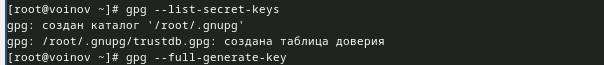 [root@voinov ~]# gpg --list-secret-keys
gpg: создан каталог '/root/.gnupg'
gpg: /root/.gnupg/trustdb.gpg: создана таблица доверия
[root@voinov ~]# gpg --full-generate-key